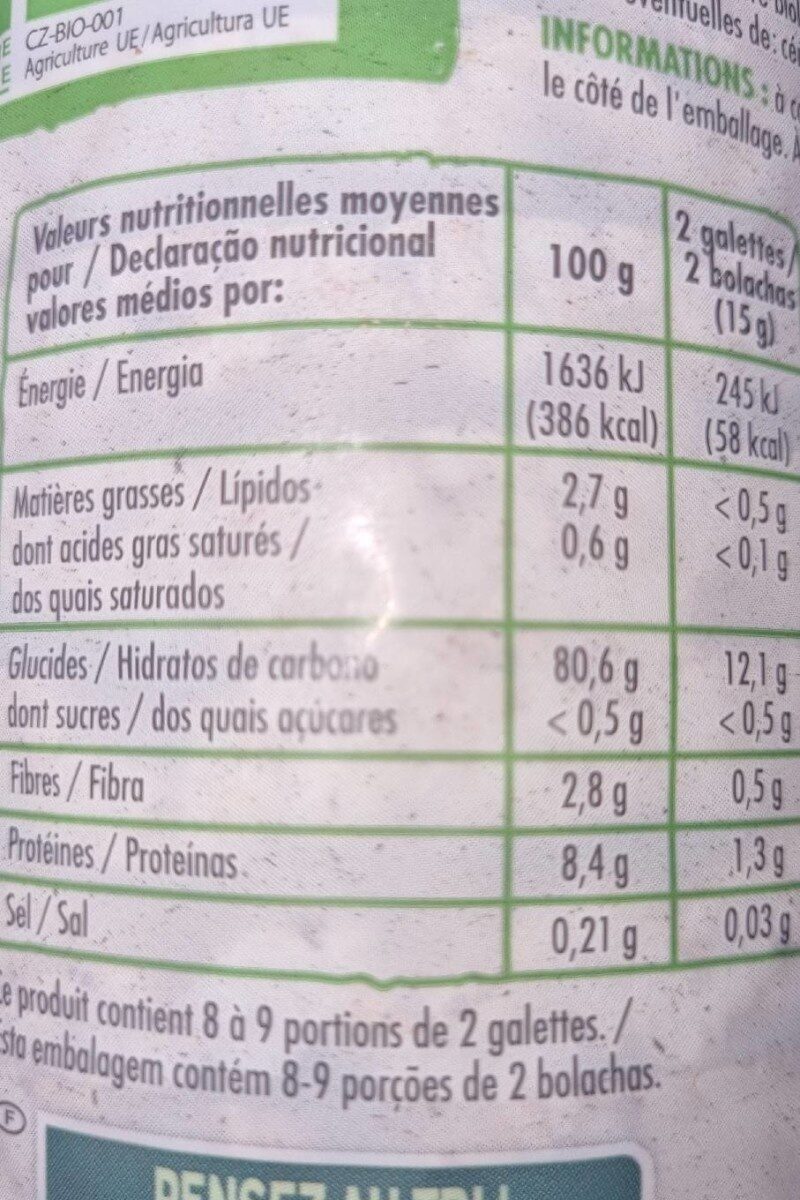 CZ-BIO-001
Agriculture UE/Agricultura UE
INFORMATIONS : à
le côté de l'emballage.
Valeurs nutritionnelles moyennes
pour / Declaração nutricional
valores médios por:
100 g
2 galettes/
2 bolachas
(15 g)
Énergie / Energia
1636 kJ
(386 kcal)
245 kJ
(58 kcal)
Matières grasses / Lípidos
dont acides gras saturés /
dos quais saturados
2,7 g
0,6 g
< 0,5 g
< 0,1 g
Glucides / Hidratos de carbono
dont sucres / dos quais açúcares
80,6 g
< 0,5 g
12,1 g
< 0,5 g
Fibres / Fibra
2,8 g
0,5 g
Protéines / Proteínas
8,4 g
1,3 g
Sel / Sal
0,21 g
0,03 g
produit contient 8 à 9 portions de 2 galettes. /
embalagem contém 8-9 porções de 2 bolachas.
F
PENSEZ AU TRI